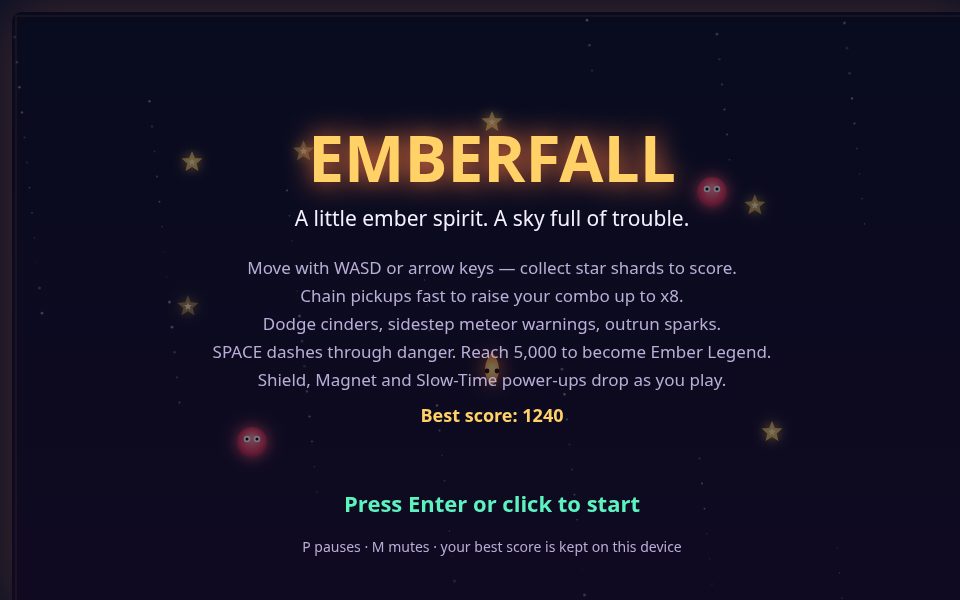 EMBERFALL
A little ember spirit. A sky full of trouble.
Move with WASD or arrow keys — collect star shards to score.
Chain pickups fast to raise your combo up to x8.
Dodge cinders, sidestep meteor warnings, outrun sparks.
SPACE dashes through danger. Reach 5,000 to become Ember Legend.
Shield, Magnet and Slow-Time power-ups drop as you play.
Best score: 1240
Press Enter or click to start
P pauses · M mutes · your best score is kept on this device